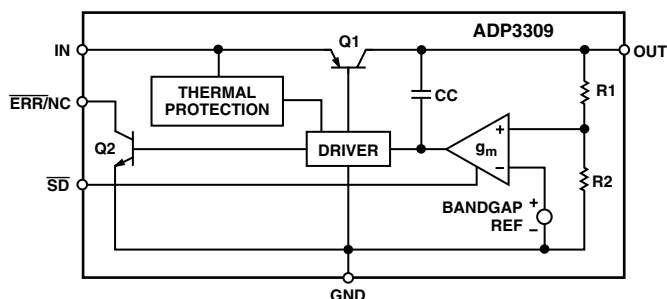 ADP3309
IN
Q1
OUT
THERMAL
PROTECTION
CC
R1
ERR/NC
Q2
DRIVER
+
gm
−
R2
SD
BANDGAP
REF
+
−
GND